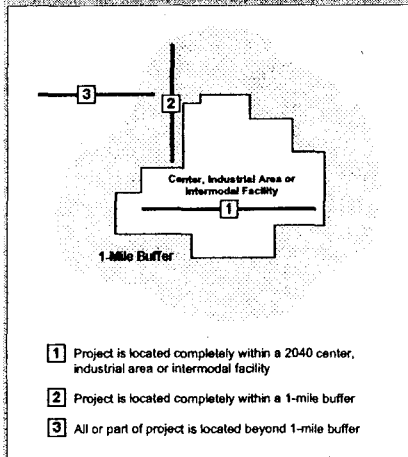 3
2
Center, Industrial Area or
Intermodal Facility
1
1-Mile Buffer
1 Project is located completely within a 2040 center,
industrial area or intermodal facility
2 Project is located completely within a 1-mile buffer
3 All or part of project is located beyond 1-mile buffer